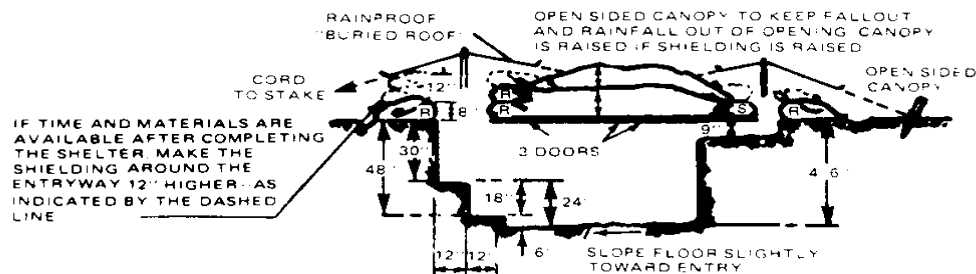 RAINPROOF
"BURIED ROOF"
OPEN SIDED CANOPY TO KEEP FALLOUT
AND RAINFALL OUT OF OPENING. CANOPY
IS RAISED IF SHIELDING IS RAISED
CORD
TO STAKE
12"
OPEN SIDED
CANOPY
R
R
R
8"
S
R
IF TIME AND MATERIALS ARE
AVAILABLE AFTER COMPLETING
THE SHELTER, MAKE THE
SHIELDING AROUND THE
ENTRYWAY 12" HIGHER--AS
INDICATED BY THE DASHED
LINE
3 DOORS
9"
30"
48"
4' 6"
18"
24"
12"
12"
6"
SLOPE FLOOR SLIGHTLY
TOWARD ENTRY